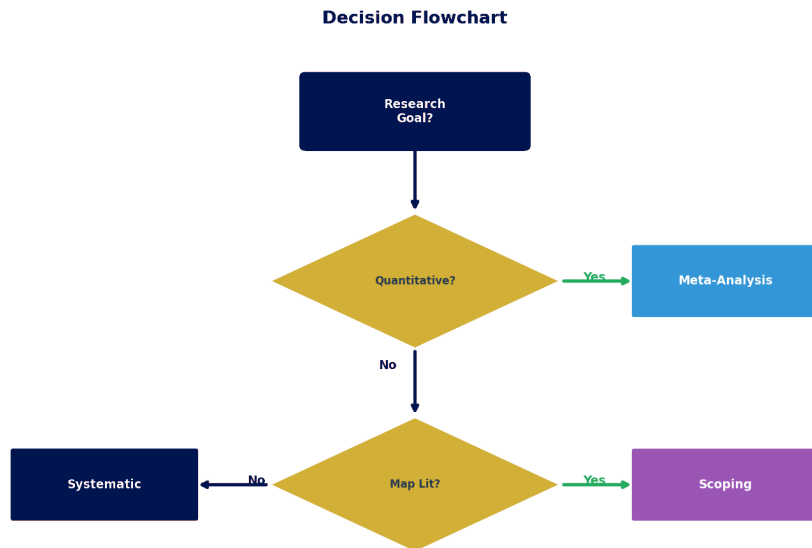 Decision Flowchart
Research
Goal?
Quantitative?
Yes
Meta-Analysis
No
Systematic
No
Map Lit?
Yes
Scoping